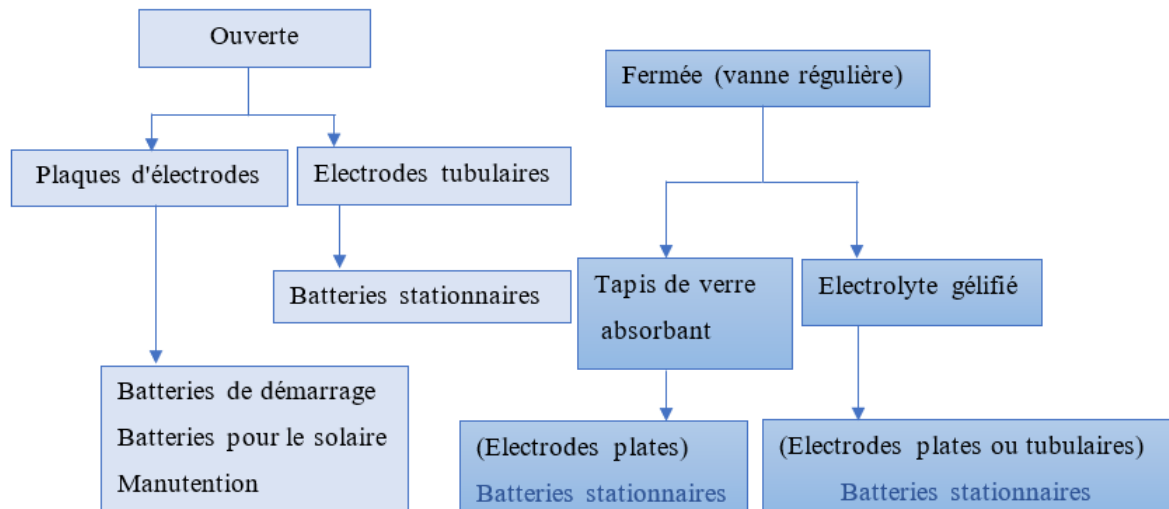 Ouverte
Fermée (vanne régulière)
Plaques d'électrodes
Electrodes tubulaires
Batteries stationnaires
Tapis de verre
absorbant
Electrolyte gélifié
Batteries de démarrage
Batteries pour le solaire
Manutention
(Electrodes plates)
Batteries stationnaires
(Electrodes plates ou tubulaires)
Batteries stationnaires